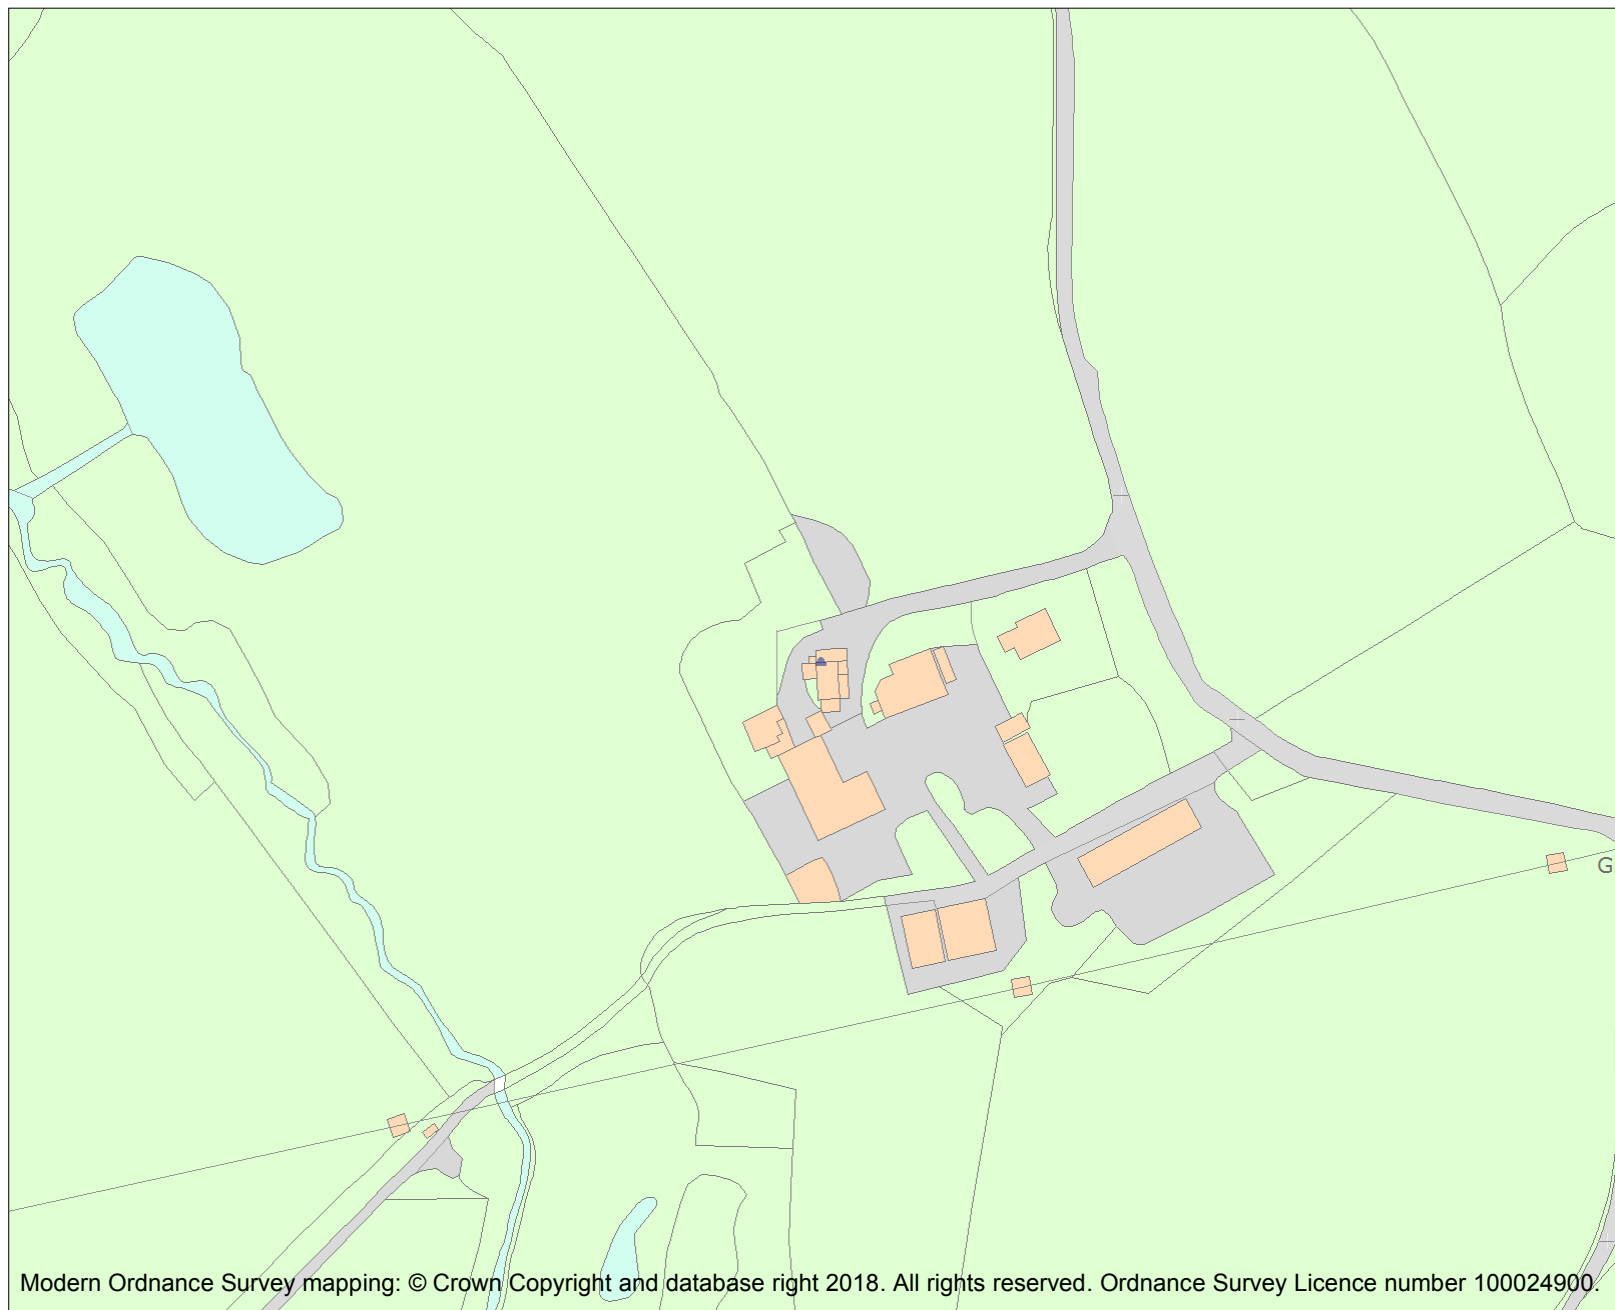 G
Modern Ordnance Survey mapping: © Crown Copyright and database right 2018. All rights reserved. Ordnance Survey Licence number 100024900.